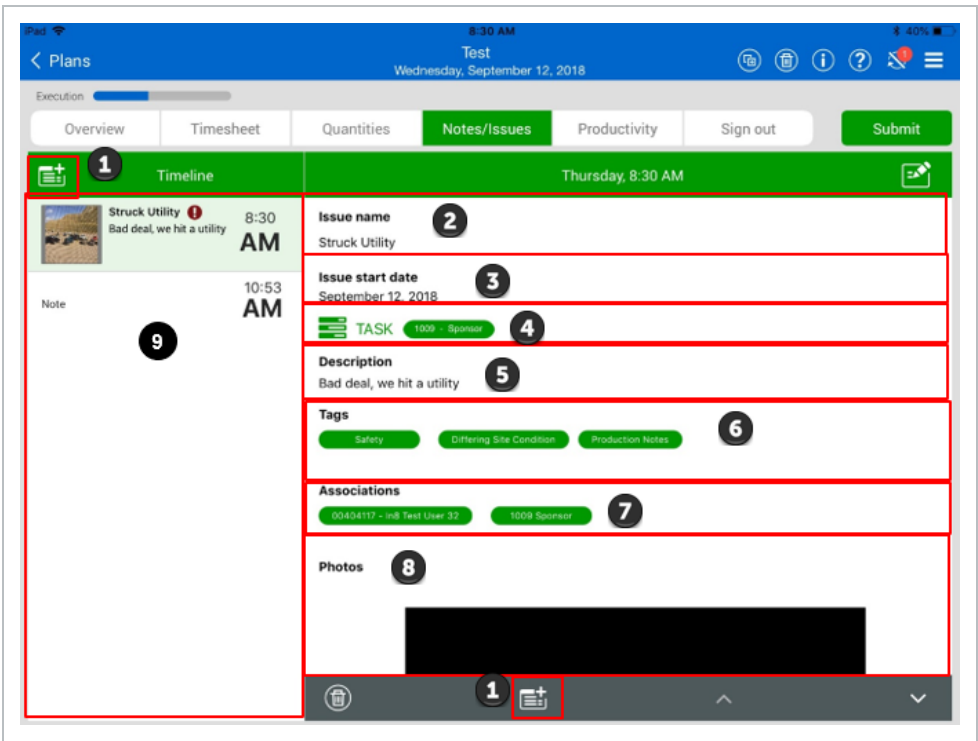 iPad 8:30 AM 40%
Plans Test
Wednesday, September 12, 2018
1
Execution
Overview Timesheet Quantities Notes/Issues Productivity Sign out Submit
1 Timeline Thursday, 8:30 AM
Struck Utility 8:30 AM
Bad deal, we hit a utility
Note 10:53 AM
9
Issue name 2
Struck Utility
Issue start date 3
September 12, 2018
TASK 1009 - Sponsor 4
Description 5
Bad deal, we hit a utility
Tags 6
Safety Differing Site Condition Production Notes
Associations 7
00404117 - In8 Test User 32 1009 Sponsor
Photos 8
1